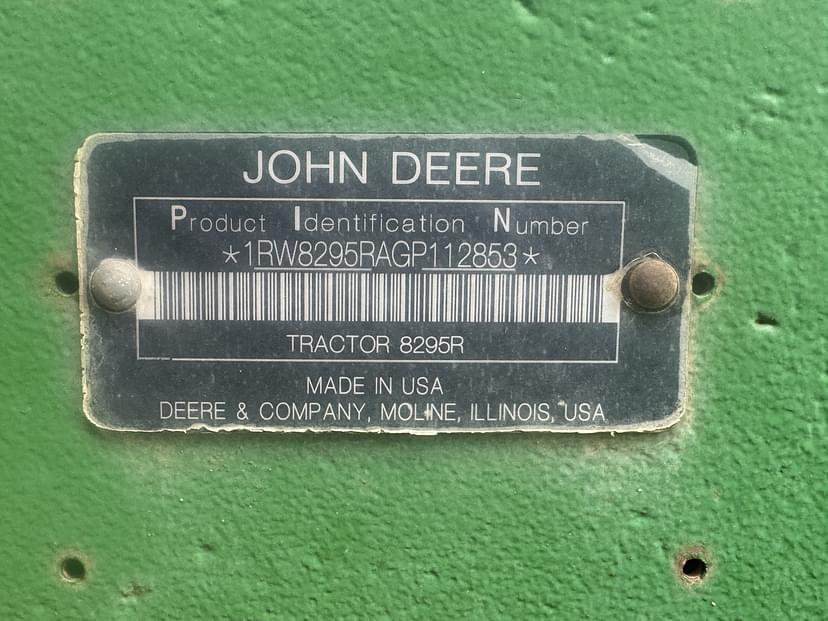 JOHN DEERE
Product Identification Number
*1RW8295RAGP112853*
TRACTOR 8295R
MADE IN USA
DEERE & COMPANY, MOLINE, ILLINOIS, USA